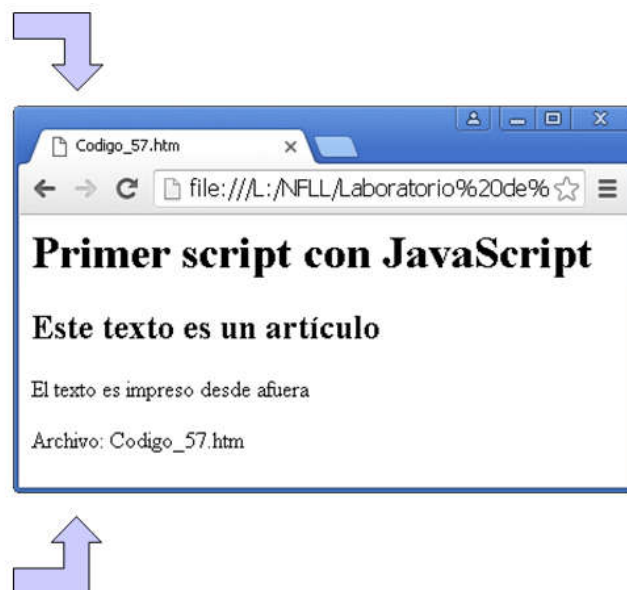 Codigo_57.htm
file:///L:/NFLL/Laboratorio%20de%
Primer script con JavaScript
Este texto es un artículo
El texto es impreso desde afuera
Archivo: Codigo_57.htm